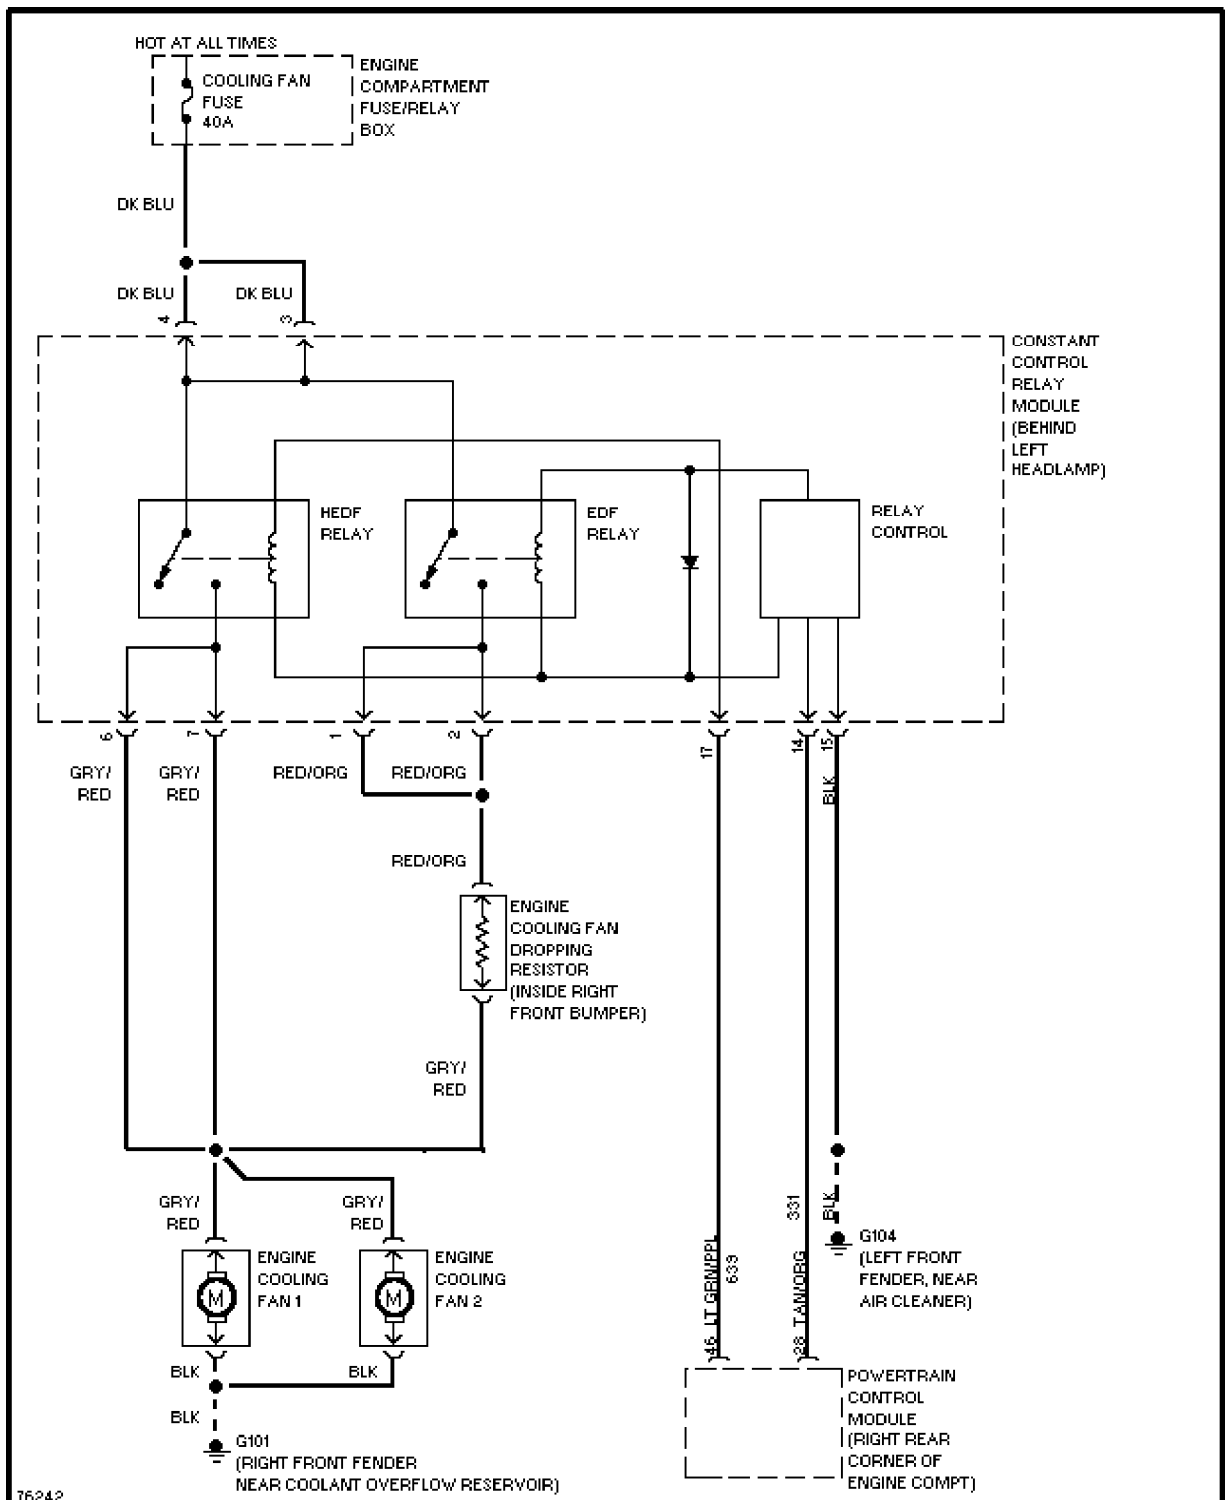 HOT AT ALL TIMES
COOLING FAN
FUSE
40A
ENGINE
COMPARTMENT
FUSE/RELAY
BOX
DK BLU
DK BLU
DK BLU
4
3
CONSTANT
CONTROL
RELAY
MODULE
(BEHIND
LEFT
HEADLAMP)
HEDF
RELAY
EDF
RELAY
RELAY
CONTROL
6
7
1
2
17
14
15
GRY/
RED
GRY/
RED
RED/ORG
RED/ORG
BLK
RED/ORG
ENGINE
COOLING FAN
DROPPING
RESISTOR
(INSIDE RIGHT
FRONT BUMPER)
GRY/
RED
GRY/
RED
GRY/
RED
ENGINE
COOLING
FAN 1
M
ENGINE
COOLING
FAN 2
M
46 LT GRN/PPL
639
28 TAN/ORG
331
BLK
G104
(LEFT FRONT
FENDER, NEAR
AIR CLEANER)
BLK
BLK
BLK
G101
(RIGHT FRONT FENDER
NEAR COOLANT OVERFLOW RESERVOIR)
POWERTRAIN
CONTROL
MODULE
(RIGHT REAR
CORNER OF
ENGINE COMPT)
76242